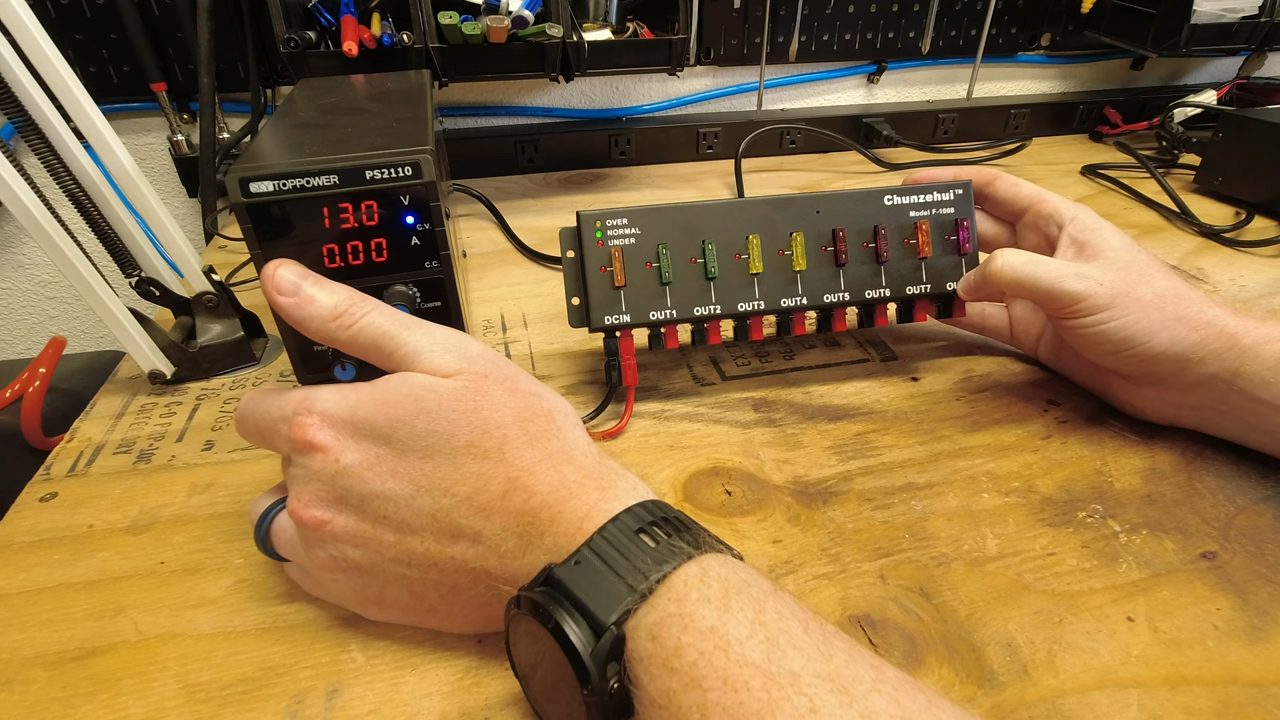 SKYTOPPOWER PS2110
13.0 V
C.V.
0.00 A
C.C.
Coarse
Chunzehui™
Model F-1008
OVER
NORMAL
UNDER
DCIN OUT1 OUT2 OUT3 OUT4 OUT5 OUT6 OUT7